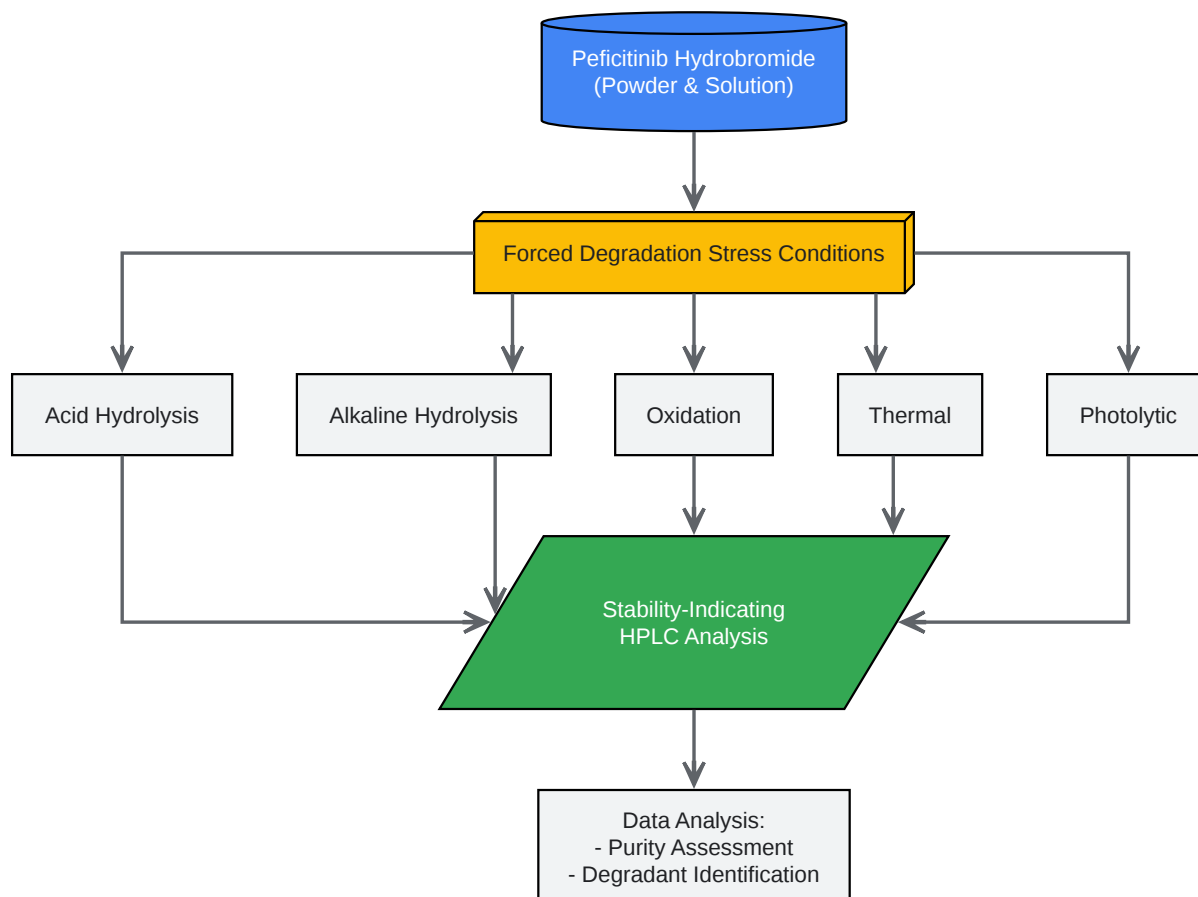 Peficitinib Hydrobromide
(Powder & Solution)
Forced Degradation Stress Conditions
Acid Hydrolysis
Alkaline Hydrolysis
Oxidation
Thermal
Photolytic
Stability-Indicating
HPLC Analysis
Data Analysis:
- Purity Assessment
- Degradant Identification